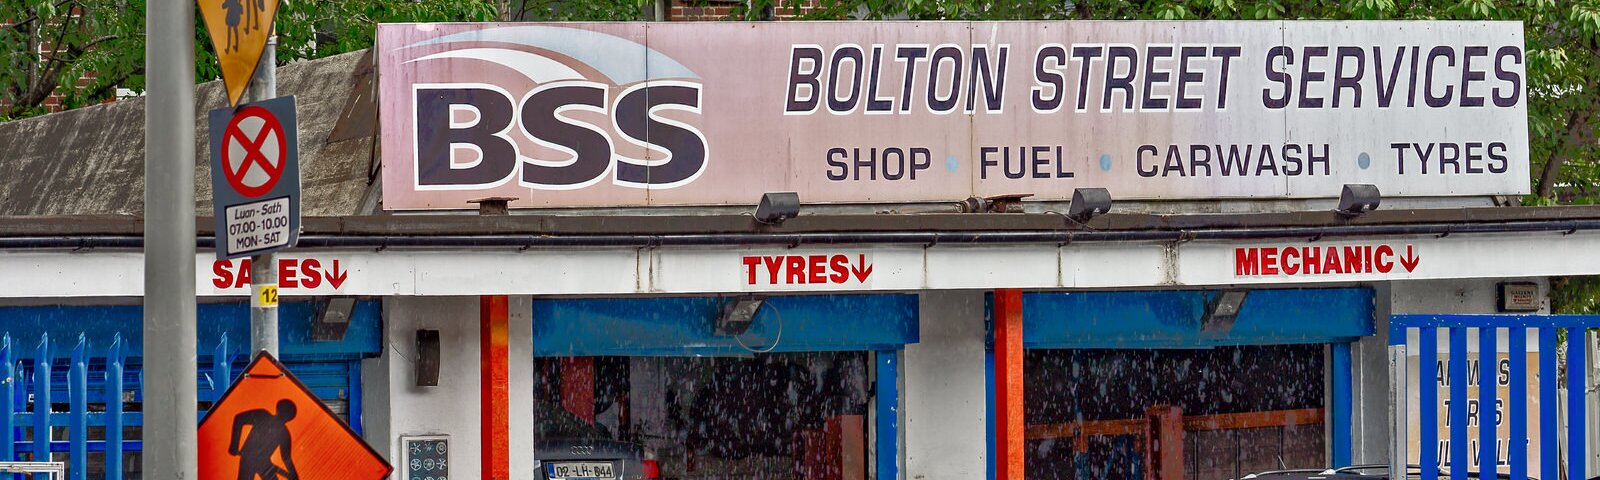 BSS
BOLTON STREET SERVICES
SHOP • FUEL • CARWASH • TYRES
Luan-Sath
07.00-10.00
MON-SAT
SALES↓
TYRES↓
MECHANIC↓
12